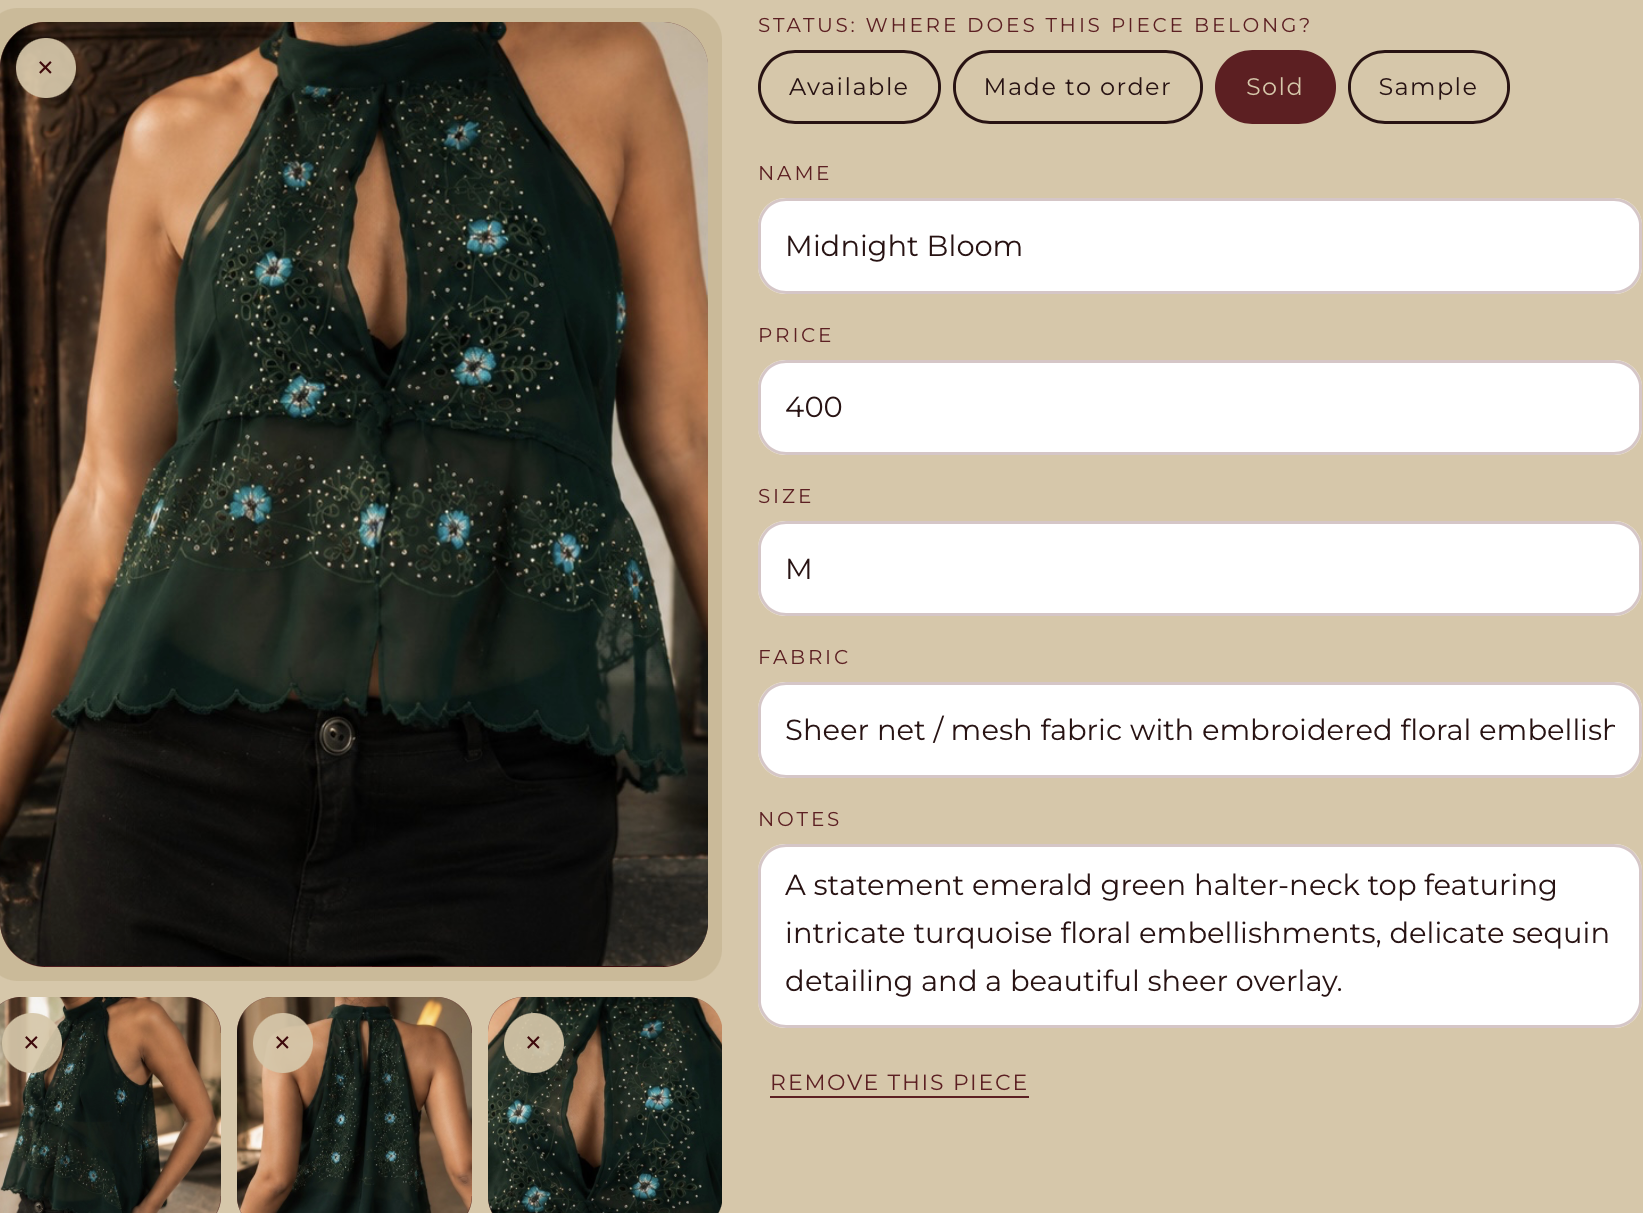 STATUS: WHERE DOES THIS PIECE BELONG?
Available
Made to order
Sold
Sample
NAME
Midnight Bloom
PRICE
400
SIZE
M
FABRIC
Sheer net / mesh fabric with embroidered floral embellish
NOTES
A statement emerald green halter-neck top featuring
intricate turquoise floral embellishments, delicate sequin
detailing and a beautiful sheer overlay.
REMOVE THIS PIECE